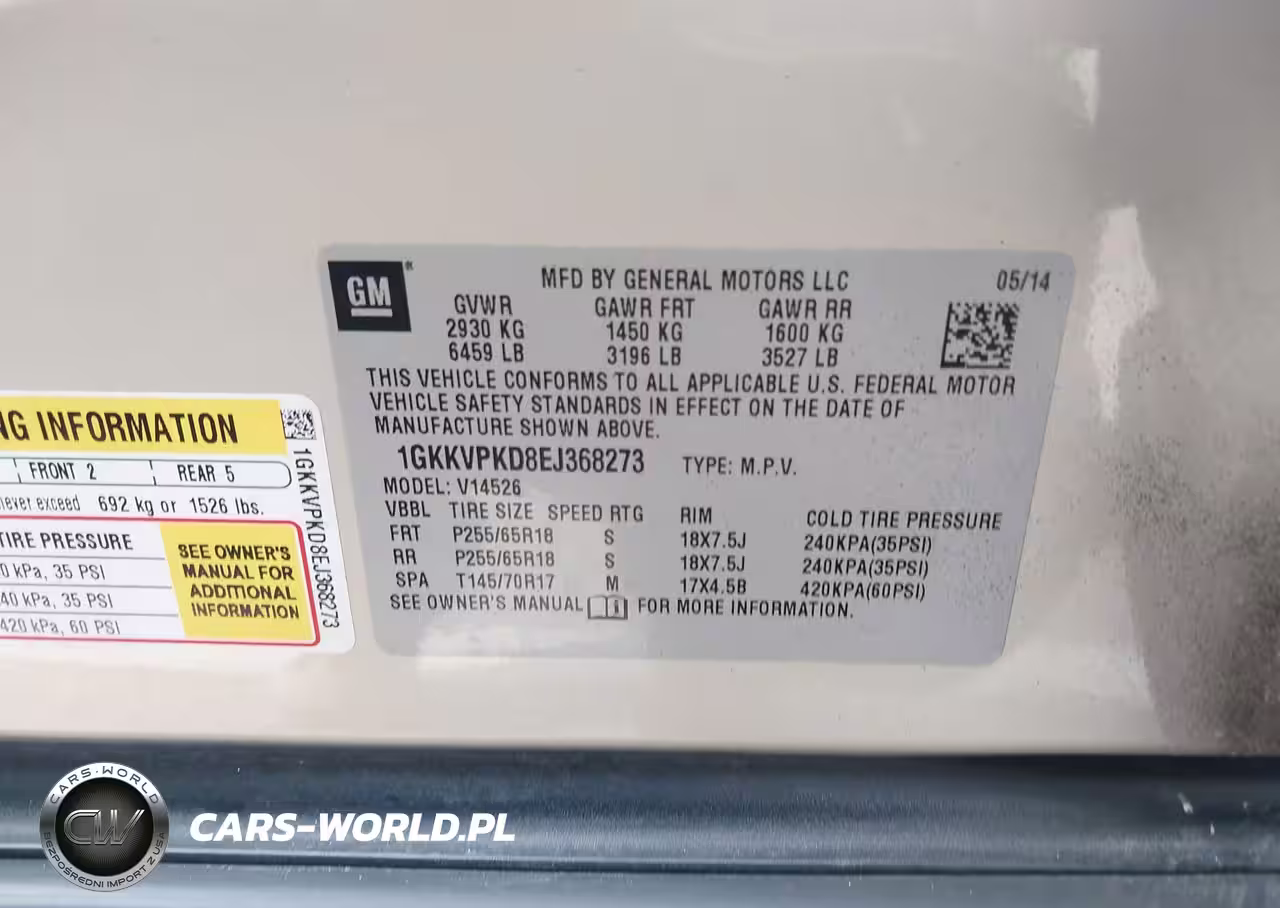 GM
MFD BY GENERAL MOTORS LLC 05/14
GVWR GAWR FRT GAWR RR
2930 KG 1450 KG 1600 KG
6459 LB 3196 LB 3527 LB
THIS VEHICLE CONFORMS TO ALL APPLICABLE U.S. FEDERAL MOTOR
VEHICLE SAFETY STANDARDS IN EFFECT ON THE DATE OF
MANUFACTURE SHOWN ABOVE.
1GKKVPKD8EJ368273 TYPE: M.P.V.
MODEL: V14526
VBBL TIRE SIZE SPEED RTG RIM COLD TIRE PRESSURE
FRT P255/65R18 S 18X7.5J 240KPA(35PSI)
RR P255/65R18 S 18X7.5J 240KPA(35PSI)
SPA T145/70R17 M 17X4.5B 420KPA(60PSI)
SEE OWNER'S MANUAL FOR MORE INFORMATION.
NG INFORMATION
FRONT 2 REAR 5
never exceed 692 kg or 1526 lbs.
TIRE PRESSURE
0 kPa, 35 PSI
40 kPa, 35 PSI
420 kPa, 60 PSI
SEE OWNER'S
MANUAL FOR
ADDITIONAL
INFORMATION
1GKKVPKD8EJ368273
CARS-WORLD
CW
BEZPOŚREDNI IMPORT Z USA
CARS-WORLD.PL